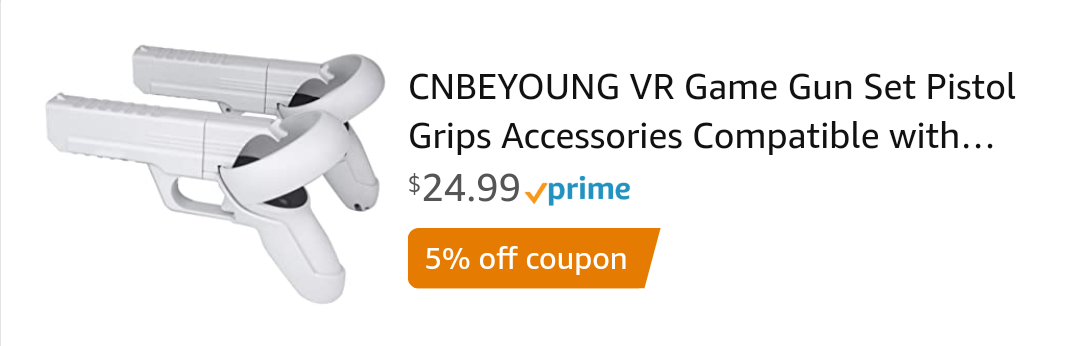 CNBEYOUNG VR Game Gun Set Pistol
Grips Accessories Compatible with...
$24.99 prime
5% off coupon